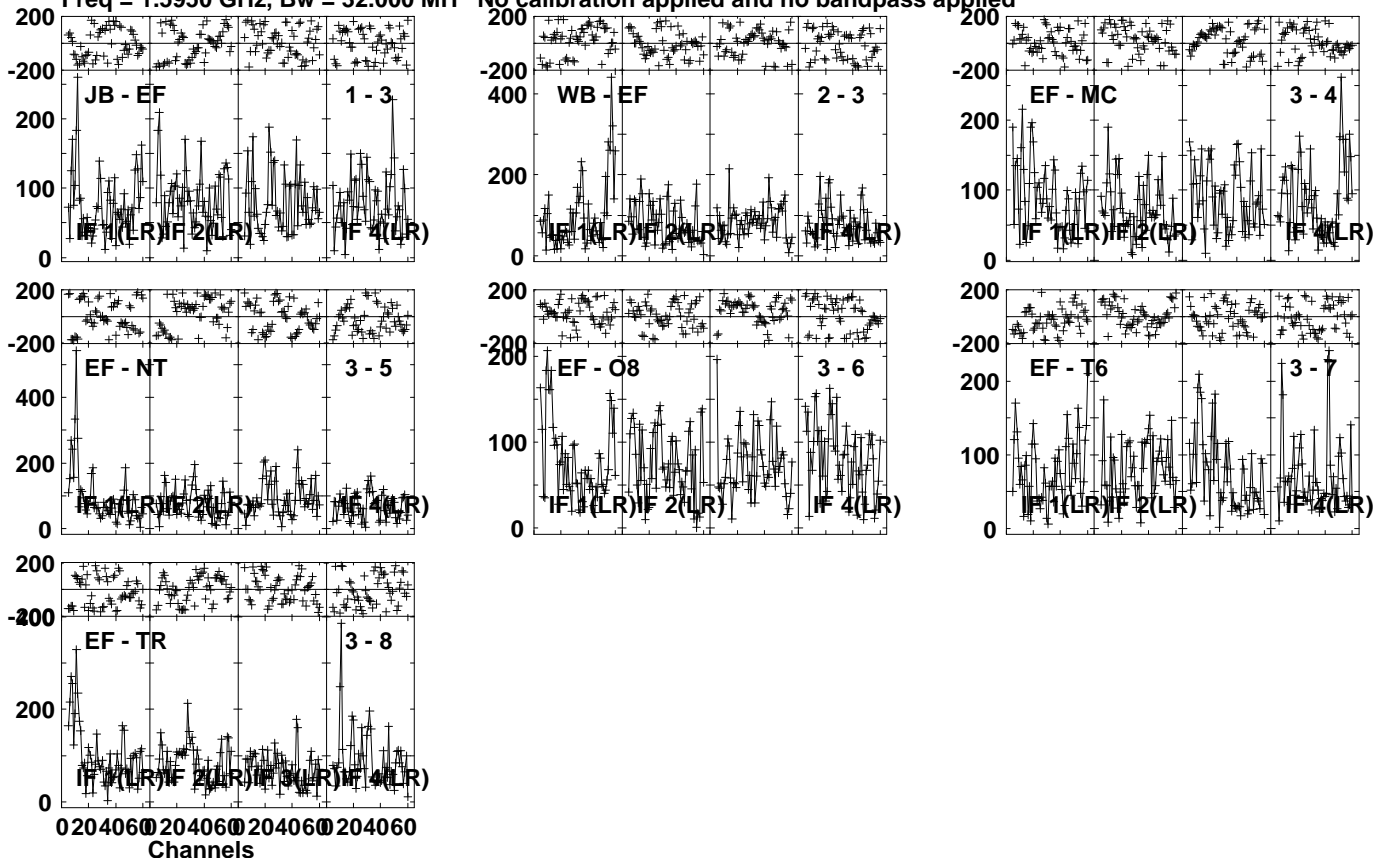 Freq = 1.5950 GHz, Bw = 32.000 MH No calibration applied and no bandpass applied
200
-200
JB - EF 1 - 3
200
100
0
IF 1(LR) IF 2(LR) IF 4(LR)
200
-200
WB - EF 2 - 3
400
200
0
IF 1(LR) IF 2(LR) IF 4(LR)
200
-200
EF - MC 3 - 4
200
100
0
IF 1(LR) IF 2(LR) IF 4(LR)
200
-200
EF - NT 3 - 5
400
200
0
IF 1(LR) IF 2(LR) IF 4(LR)
200
-200
200
EF - O8 3 - 6
100
0
IF 1(LR) IF 2(LR) IF 4(LR)
200
-200
EF - T6 3 - 7
200
100
0
IF 1(LR) IF 2(LR) IF 4(LR)
200
-200
400
EF - TR 3 - 8
200
0
IF 1(LR) IF 2(LR) IF 3(LR) IF 4(LR)
0 20 40 60 0 20 40 60 0 20 40 60 0 20 40 60
Channels